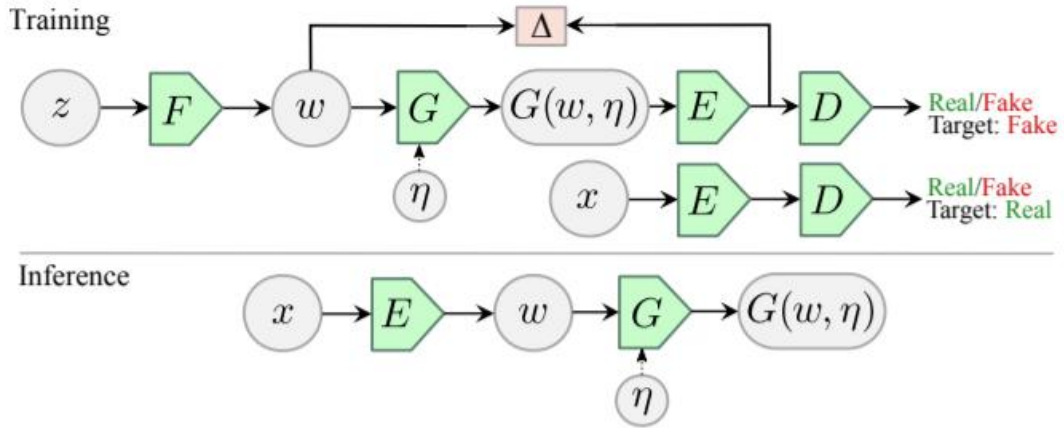 Training
Δ
z F w G G(w, η) E D
Real/Fake
Target: Fake
η
x E D
Real/Fake
Target: Real
Inference
x E w G G(w, η)
η